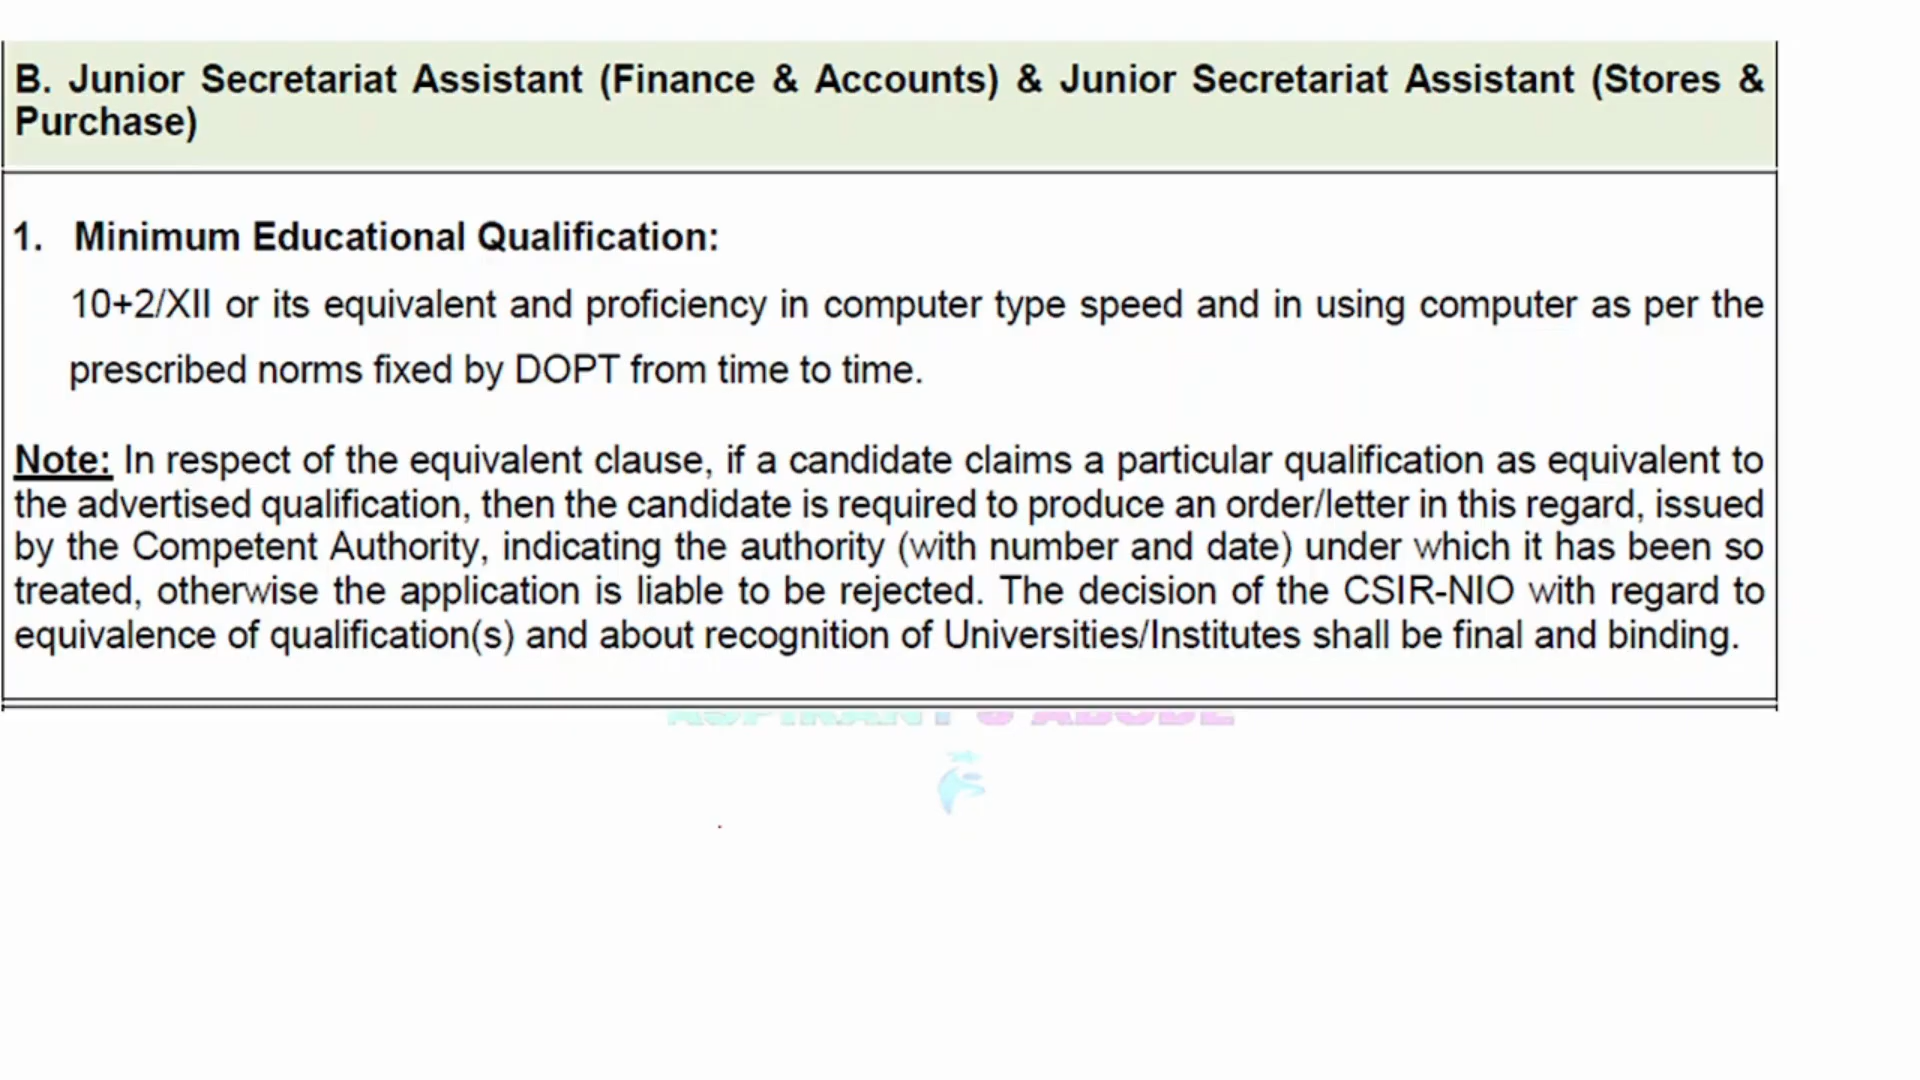 B. Junior Secretariat Assistant (Finance & Accounts) & Junior Secretariat Assistant (Stores &
Purchase)
1. Minimum Educational Qualification:
10+2/XII or its equivalent and proficiency in computer type speed and in using computer as per the
prescribed norms fixed by DOPT from time to time.
Note: In respect of the equivalent clause, if a candidate claims a particular qualification as equivalent to
the advertised qualification, then the candidate is required to produce an order/letter in this regard, issued
by the Competent Authority, indicating the authority (with number and date) under which it has been so
treated, otherwise the application is liable to be rejected. The decision of the CSIR-NIO with regard to
equivalence of qualification(s) and about recognition of Universities/Institutes shall be final and binding.